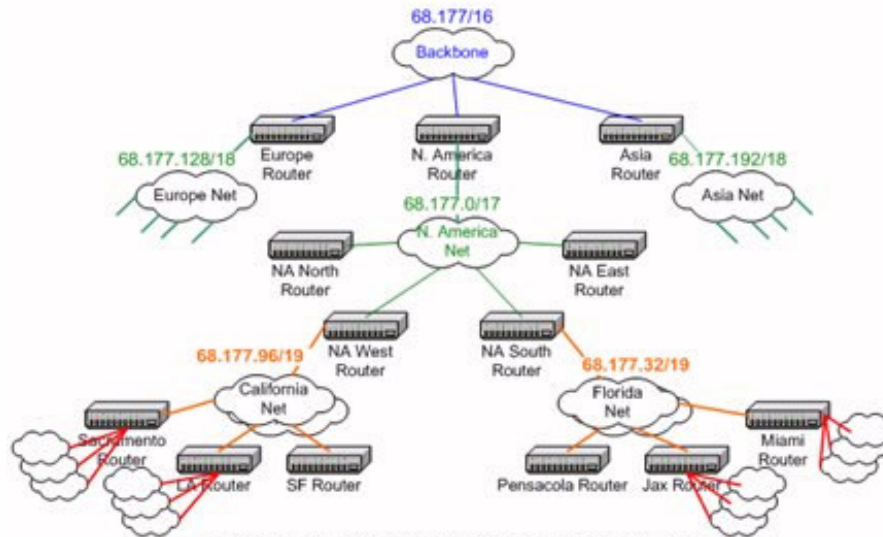 68.177/16
Backbone
Europe
Router
N. America
Router
Asia
Router
68.177.128/18
68.177.192/18
Europe Net
Asia Net
68.177.0/17
N. America
Net
NA North
Router
NA East
Router
NA West
Router
NA South
Router
68.177.96/19
68.177.32/19
California
Net
Florida
Net
Sacramento
Router
LA Router
SF Router
Pensacola Router
Jax Router
Miami
Router